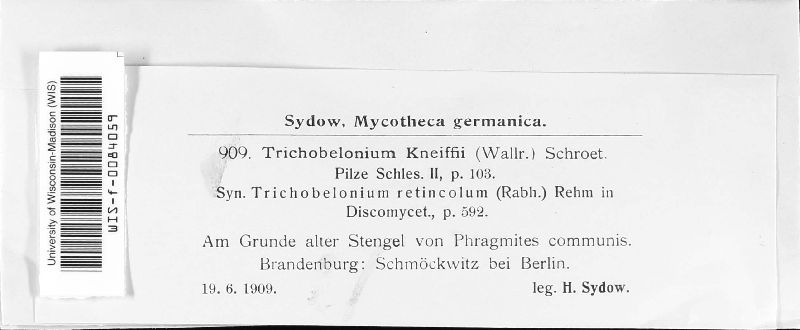 University of Wisconsin-Madison (WIS)
WIS-f-0084059
Sydow, Mycotheca germanica.
909. Trichobelonium Kneiffii (Wallr.) Schroet.
Pilze Schles. II, p. 103.
Syn. Trichobelonium retincolum (Rabh.) Rehm in
Discomycet., p. 592.
Am Grunde alter Stengel von Phragmites communis.
Brandenburg: Schmöckwitz bei Berlin.
19. 6. 1909. leg. H. Sydow.